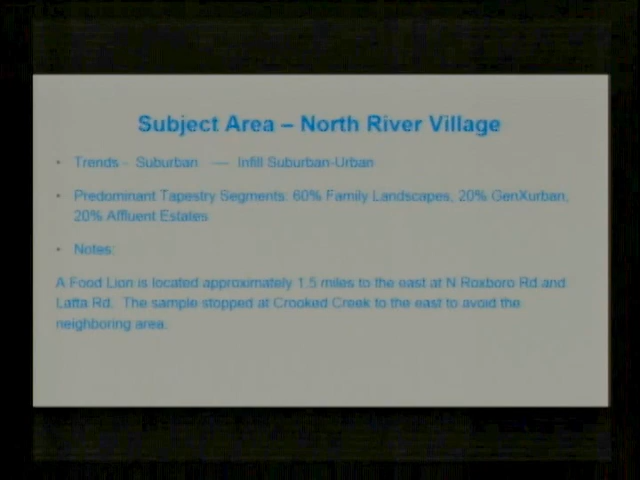 Subject Area – North River Village
• Trends - Suburban — Infill Suburban-Urban
• Predominant Tapestry Segments: 60% Family Landscapes, 20% GenXurban,
20% Affluent Estates
• Notes:
A Food Lion is located approximately 1.5 miles to the east at N Roxboro Rd and
Latta Rd. The sample stopped at Crooked Creek to the east to avoid the
neighboring area.